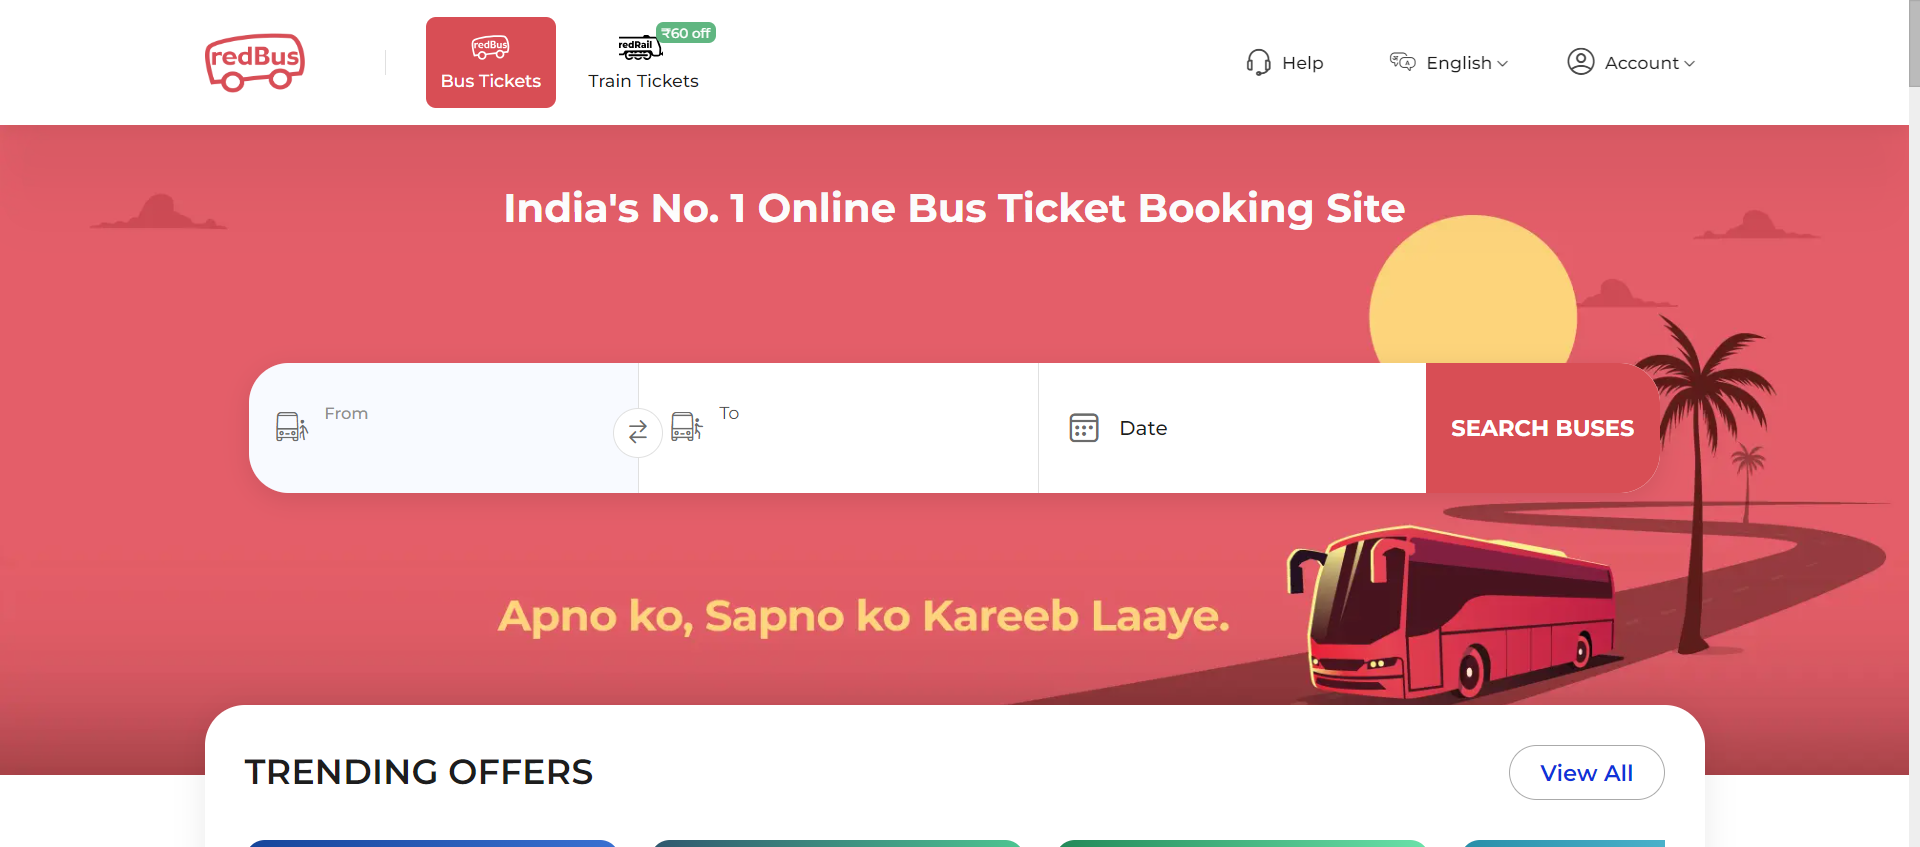 redBus
redBus
Bus Tickets
redRail
₹60 off
Train Tickets
Help
English
Account
India's No. 1 Online Bus Ticket Booking Site
From
To
Date
SEARCH BUSES
Apno ko, Sapno ko Kareeb Laaye.
TRENDING OFFERS
View All